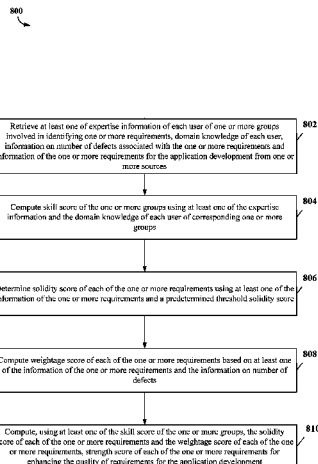 800
802
Retrieve at least one of expertise information of each user of one or more groups
involved in identifying one or more requirements, domain knowledge of each user,
information on number of defects associated with the one or more requirements and
nformation of the one or more requirements for the application development from one or
more sources
804
Compute skill score of the one or more groups using at least one of the expertise
information and the domain knowledge of each user of corresponding one or more
groups
806
Determine solidity score of each of the one or more requirements using at least one of the
nformation of the one or more requirements and a predetermined threshold solidity score
808
Compute weightage score of each of the one or more requirements based on at least one
of the information of the one or more requirements and the information on number of
defects
810
Compute, using at least one of the skill score of the one or more groups, the solidity
core of each of the one or more requirements and the weightage score of each of the one
or more requirements, strength score of each of the one or more requirements for
enhancing the quality of requirements for the application development